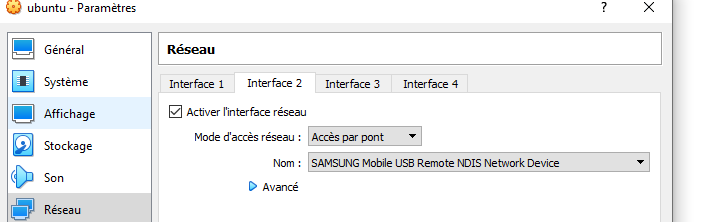 ubuntu - Paramètres
?
Général
Système
Affichage
Stockage
Son
Réseau
Réseau
Interface 1 Interface 2 Interface 3 Interface 4
Activer l'interface réseau
Mode d'accès réseau : Accès par pont
Nom : SAMSUNG Mobile USB Remote NDIS Network Device
Avancé